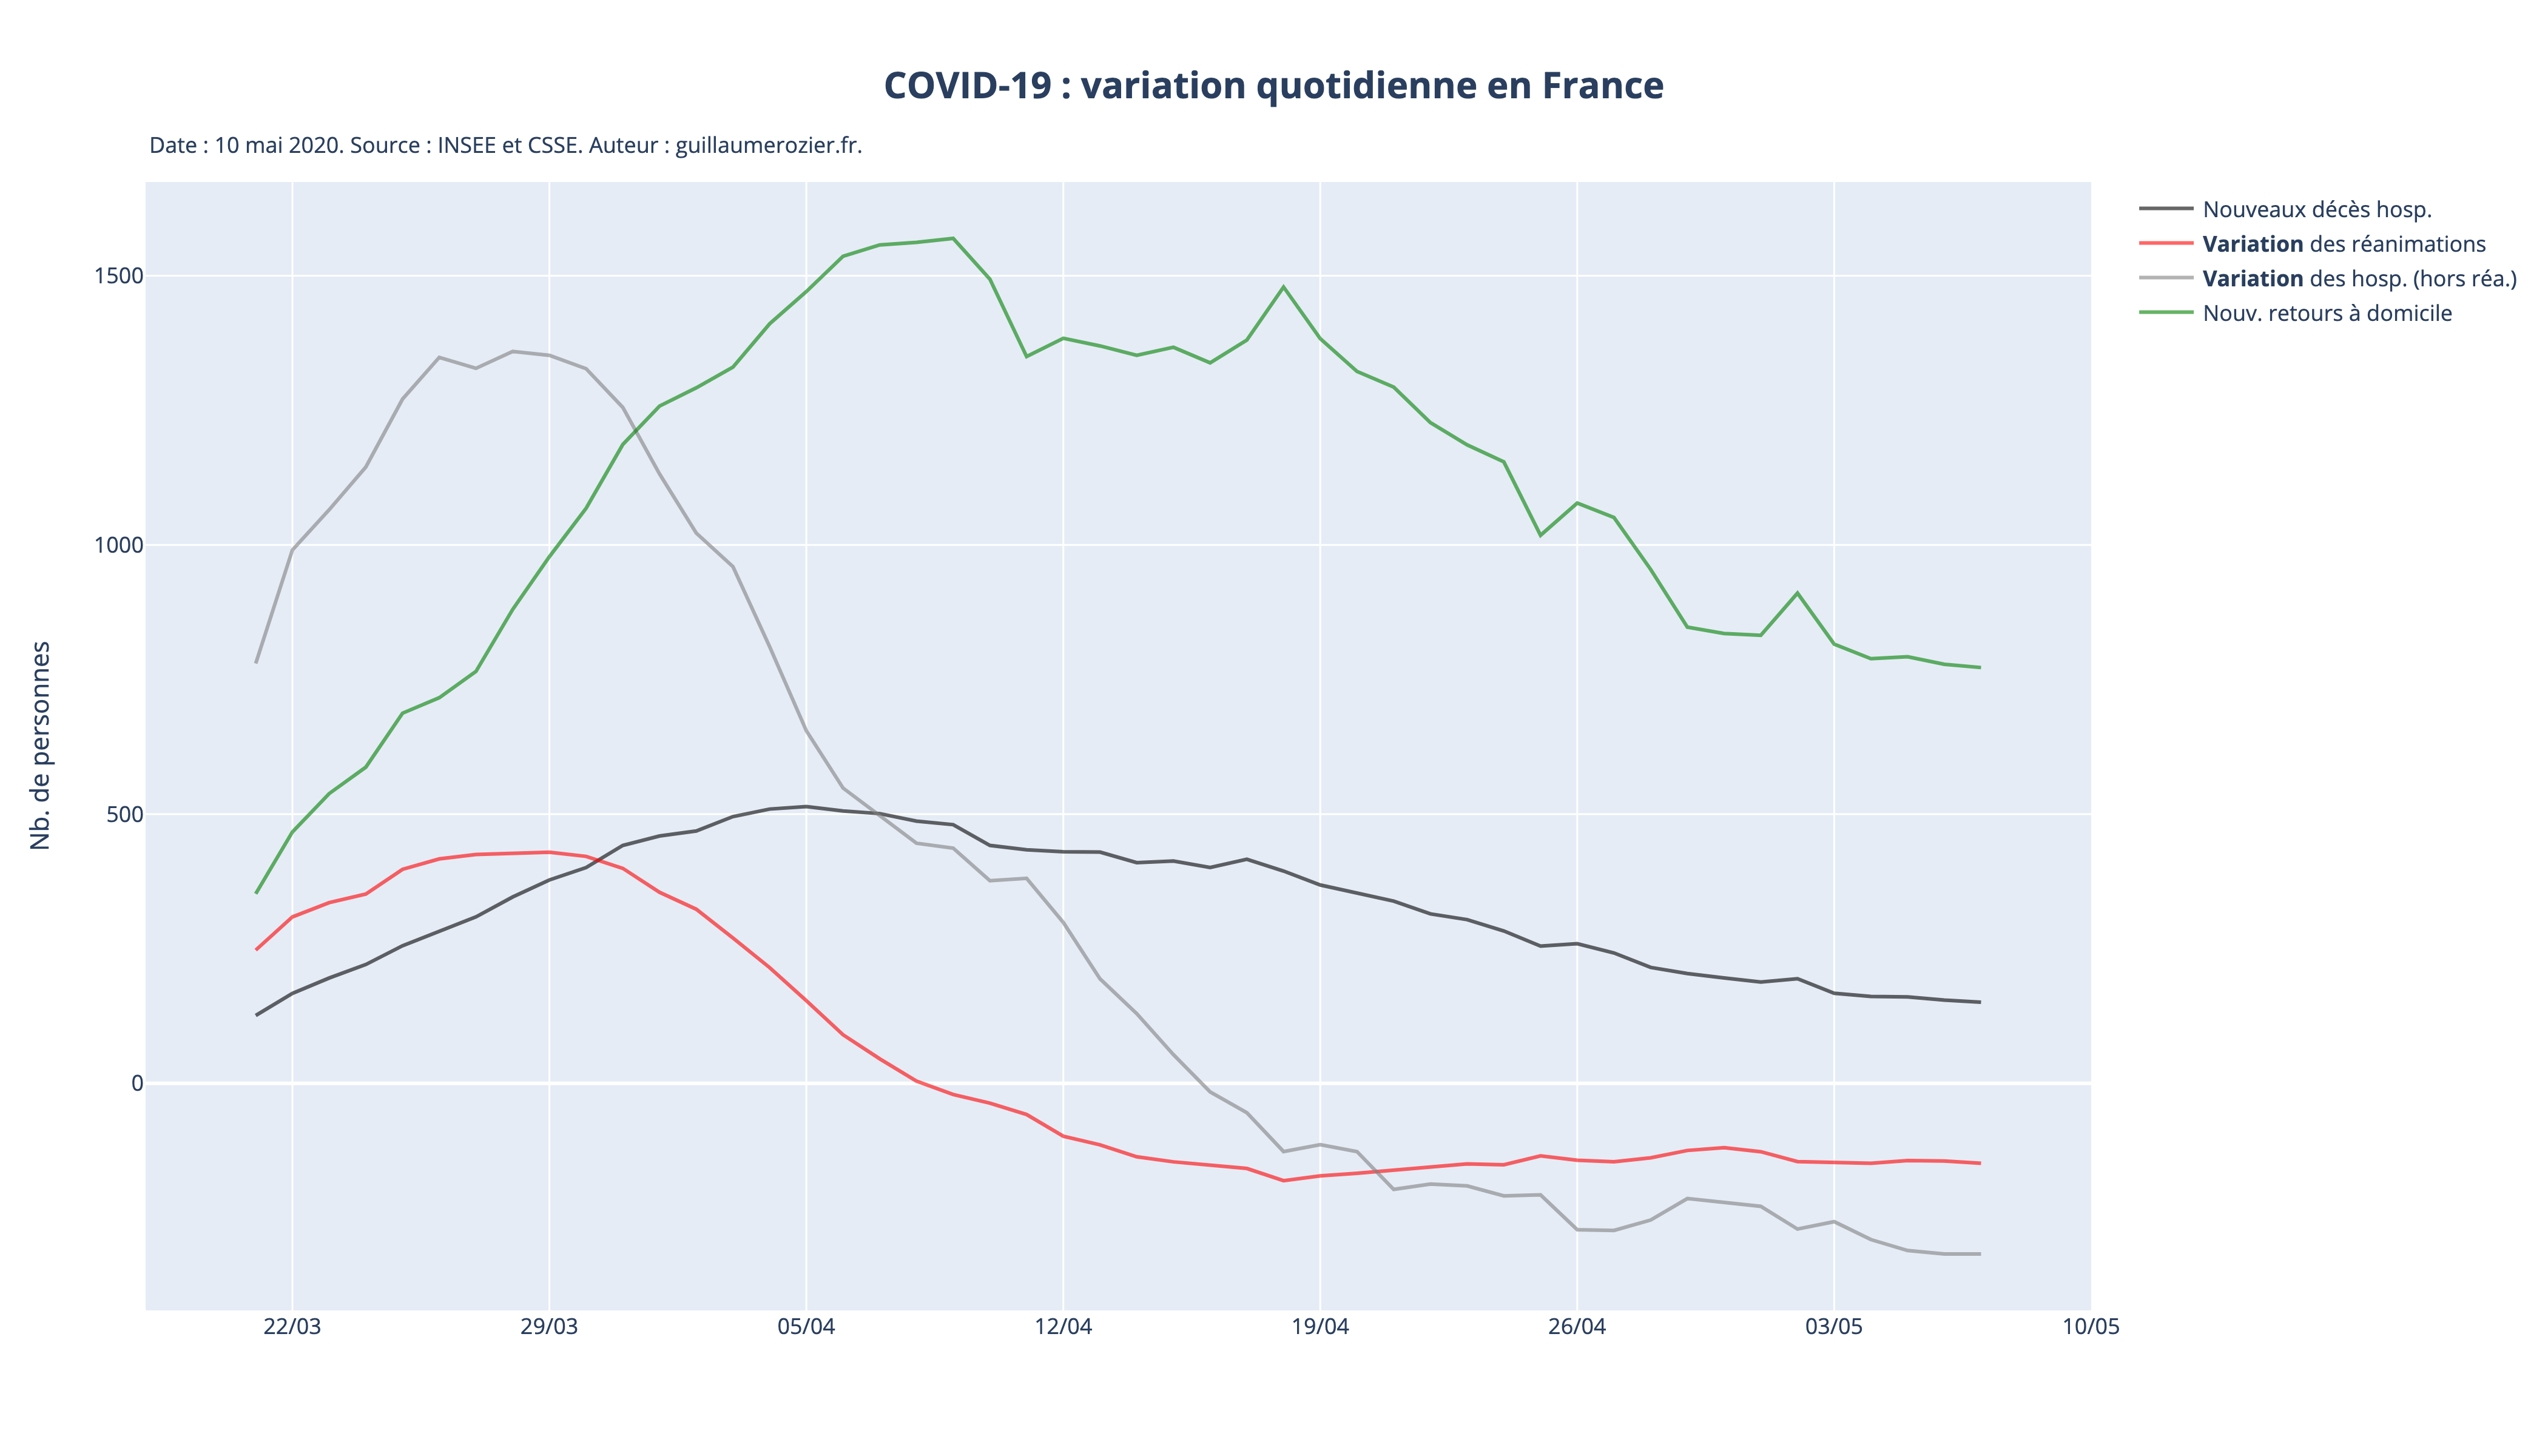 COVID-19 : variation quotidienne en France
Date : 10 mai 2020. Source : INSEE et CSSE. Auteur : guillaumerozier.fr.
Nouveaux décès hosp.
Variation des réanimations
Variation des hosp. (hors réa.)
Nouv. retours à domicile
Nb. de personnes
1500
1000
500
0
22/03
29/03
05/04
12/04
19/04
26/04
03/05
10/05